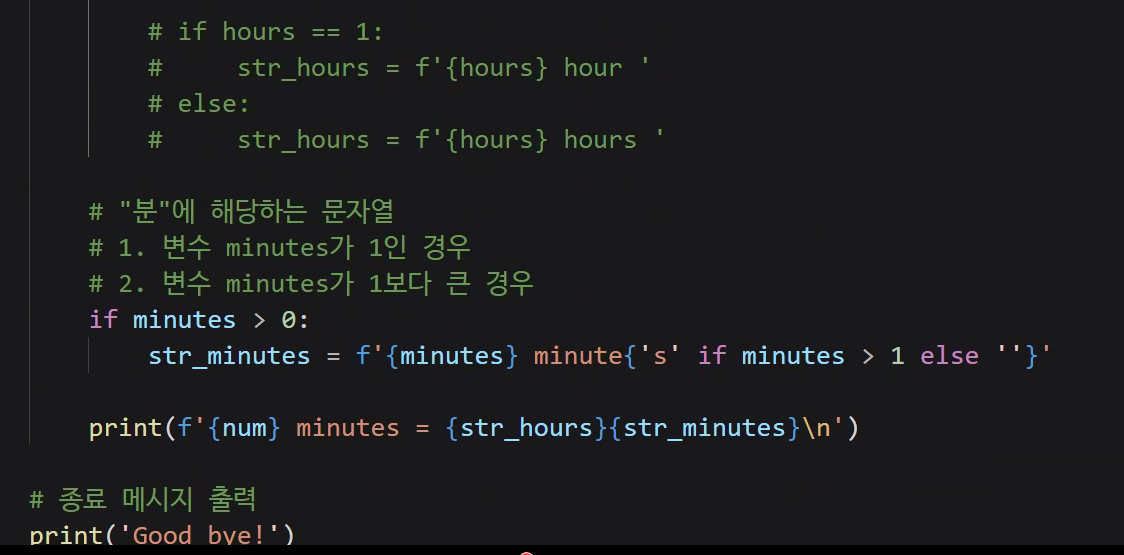 # if hours == 1:
#     str_hours = f'{hours} hour '
# else:
#     str_hours = f'{hours} hours '
# "분"에 해당하는 문자열
# 1. 변수 minutes가 1인 경우
# 2. 변수 minutes가 1보다 큰 경우
if minutes > 0:
    str_minutes = f'{minutes} minute{'s' if minutes > 1 else ''}'
print(f'{num} minutes = {str_hours}{str_minutes}\n')
# 종료 메시지 출력
print('Good bye!')